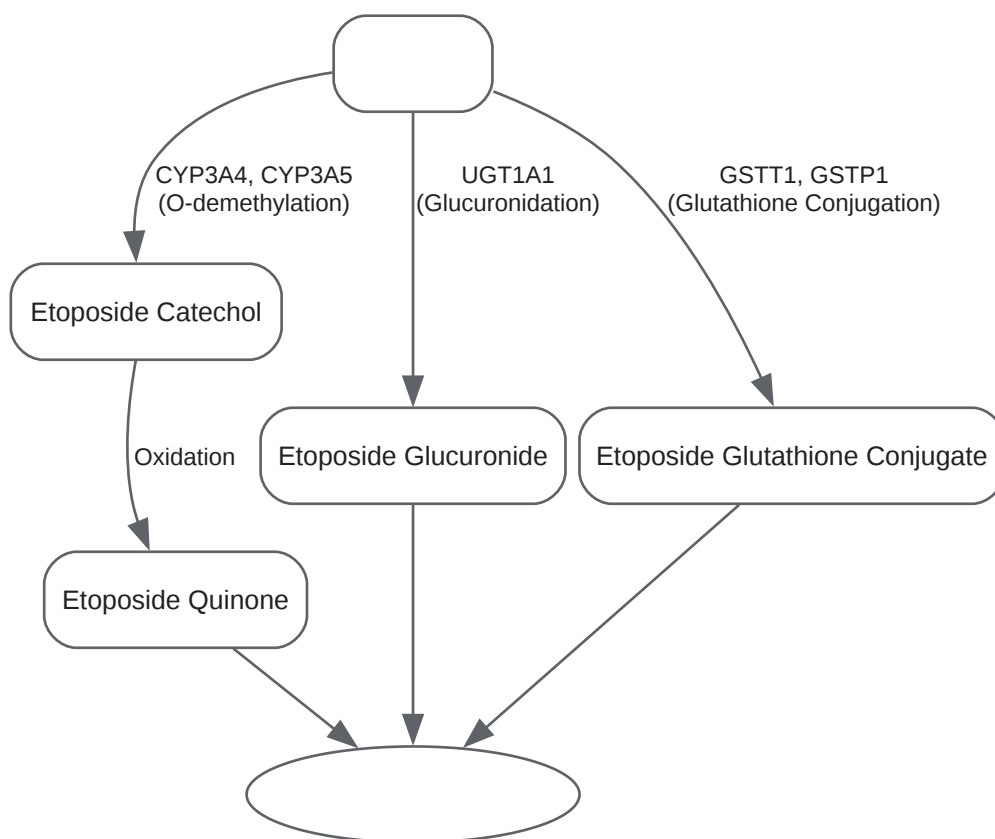 CYP3A4, CYP3A5
(O-demethylation)
UGT1A1
(Glucuronidation)
GSTT1, GSTP1
(Glutathione Conjugation)
Etoposide Catechol
Oxidation
Etoposide Glucuronide
Etoposide Glutathione Conjugate
Etoposide Quinone